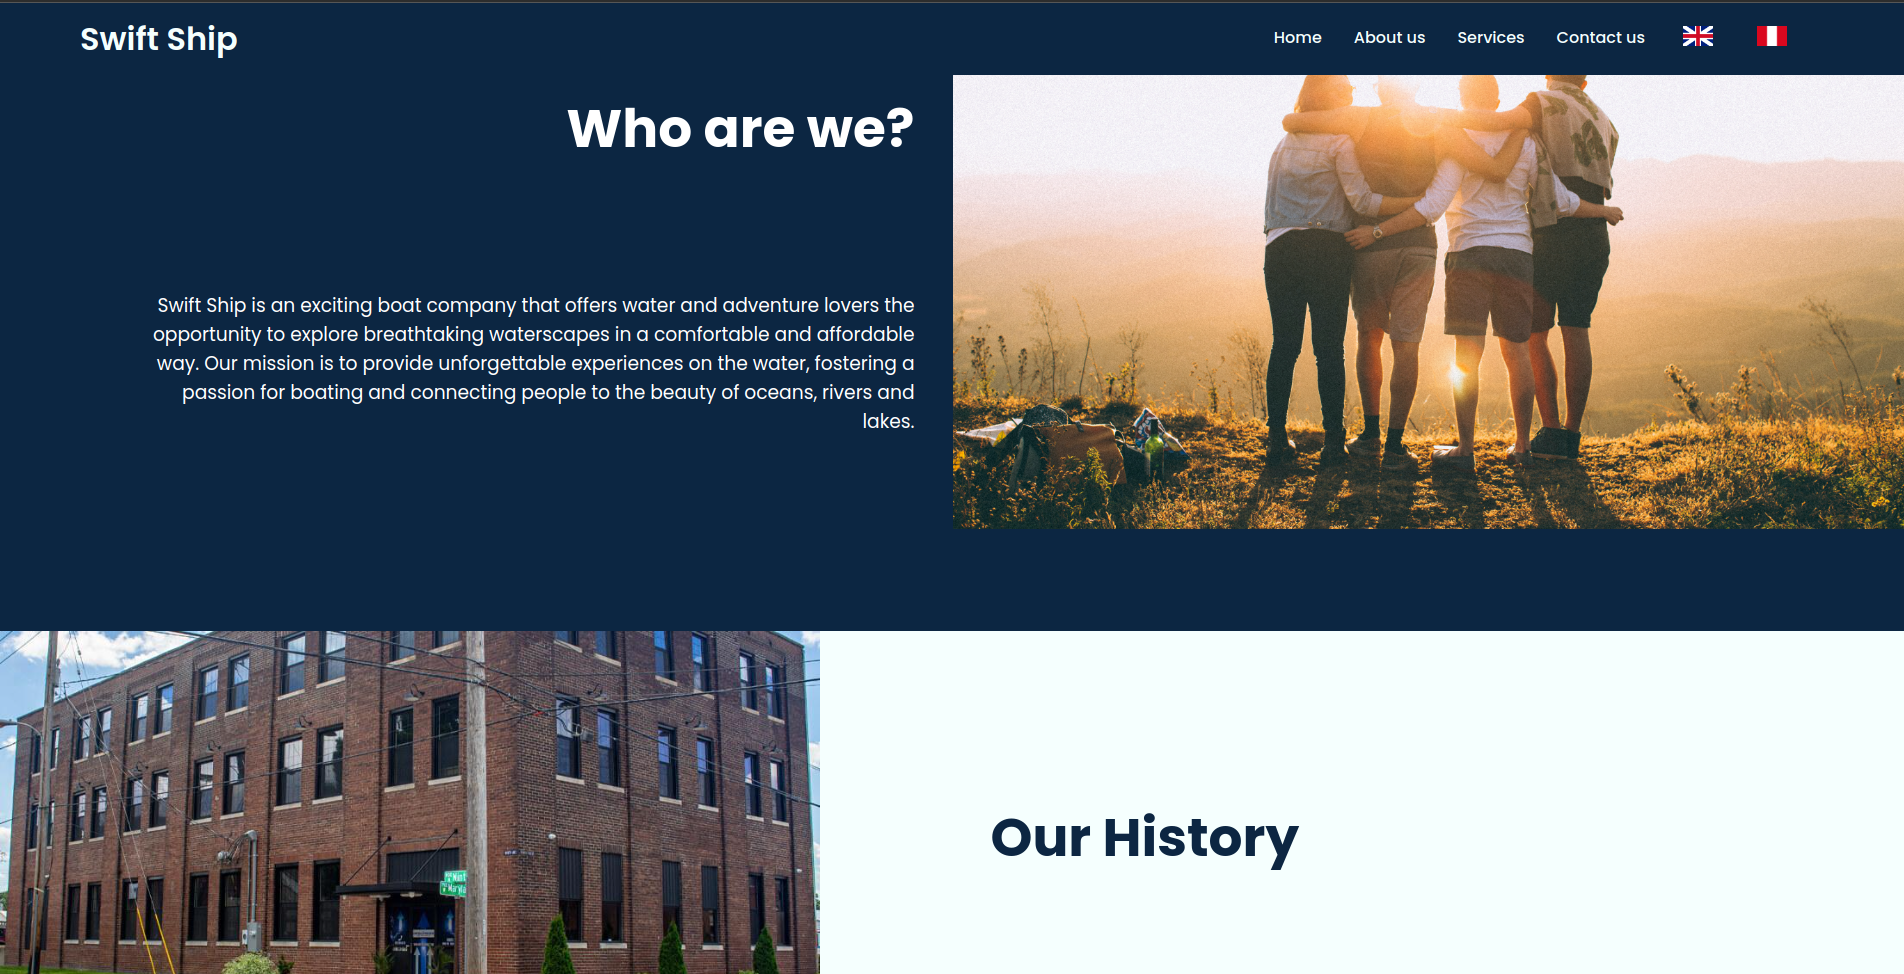 Swift Ship
Home About us Services Contact us
Who are we?
Swift Ship is an exciting boat company that offers water and adventure lovers the
opportunity to explore breathtaking waterscapes in a comfortable and affordable
way. Our mission is to provide unforgettable experiences on the water, fostering a
passion for boating and connecting people to the beauty of oceans, rivers and
lakes.
Our History